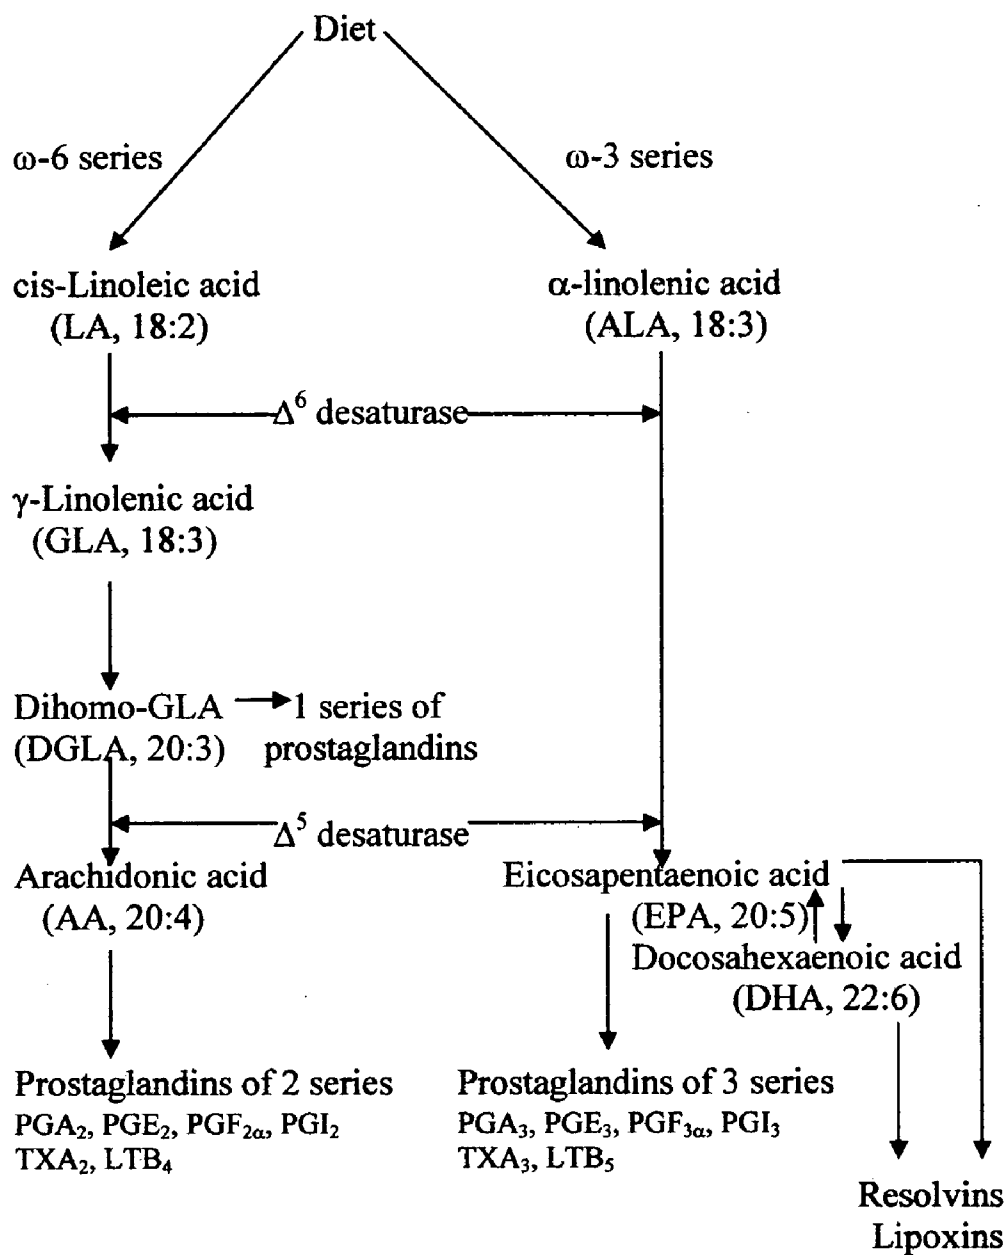 Diet
ω-6 series
ω-3 series
cis-Linoleic acid
(LA, 18:2)
α-linolenic acid
(ALA, 18:3)
Δ⁶ desaturase
γ-Linolenic acid
(GLA, 18:3)
Dihomo-GLA
(DGLA, 20:3)
1 series of
prostaglandins
Δ⁵ desaturase
Arachidonic acid
(AA, 20:4)
Eicosapentaenoic acid
(EPA, 20:5)
Docosahexaenoic acid
(DHA, 22:6)
Prostaglandins of 2 series
PGA₂, PGE₂, PGF₂α, PGI₂
TXA₂, LTB₄
Prostaglandins of 3 series
PGA₃, PGE₃, PGF₃α, PGI₃
TXA₃, LTB₅
Resolvins
Lipoxins